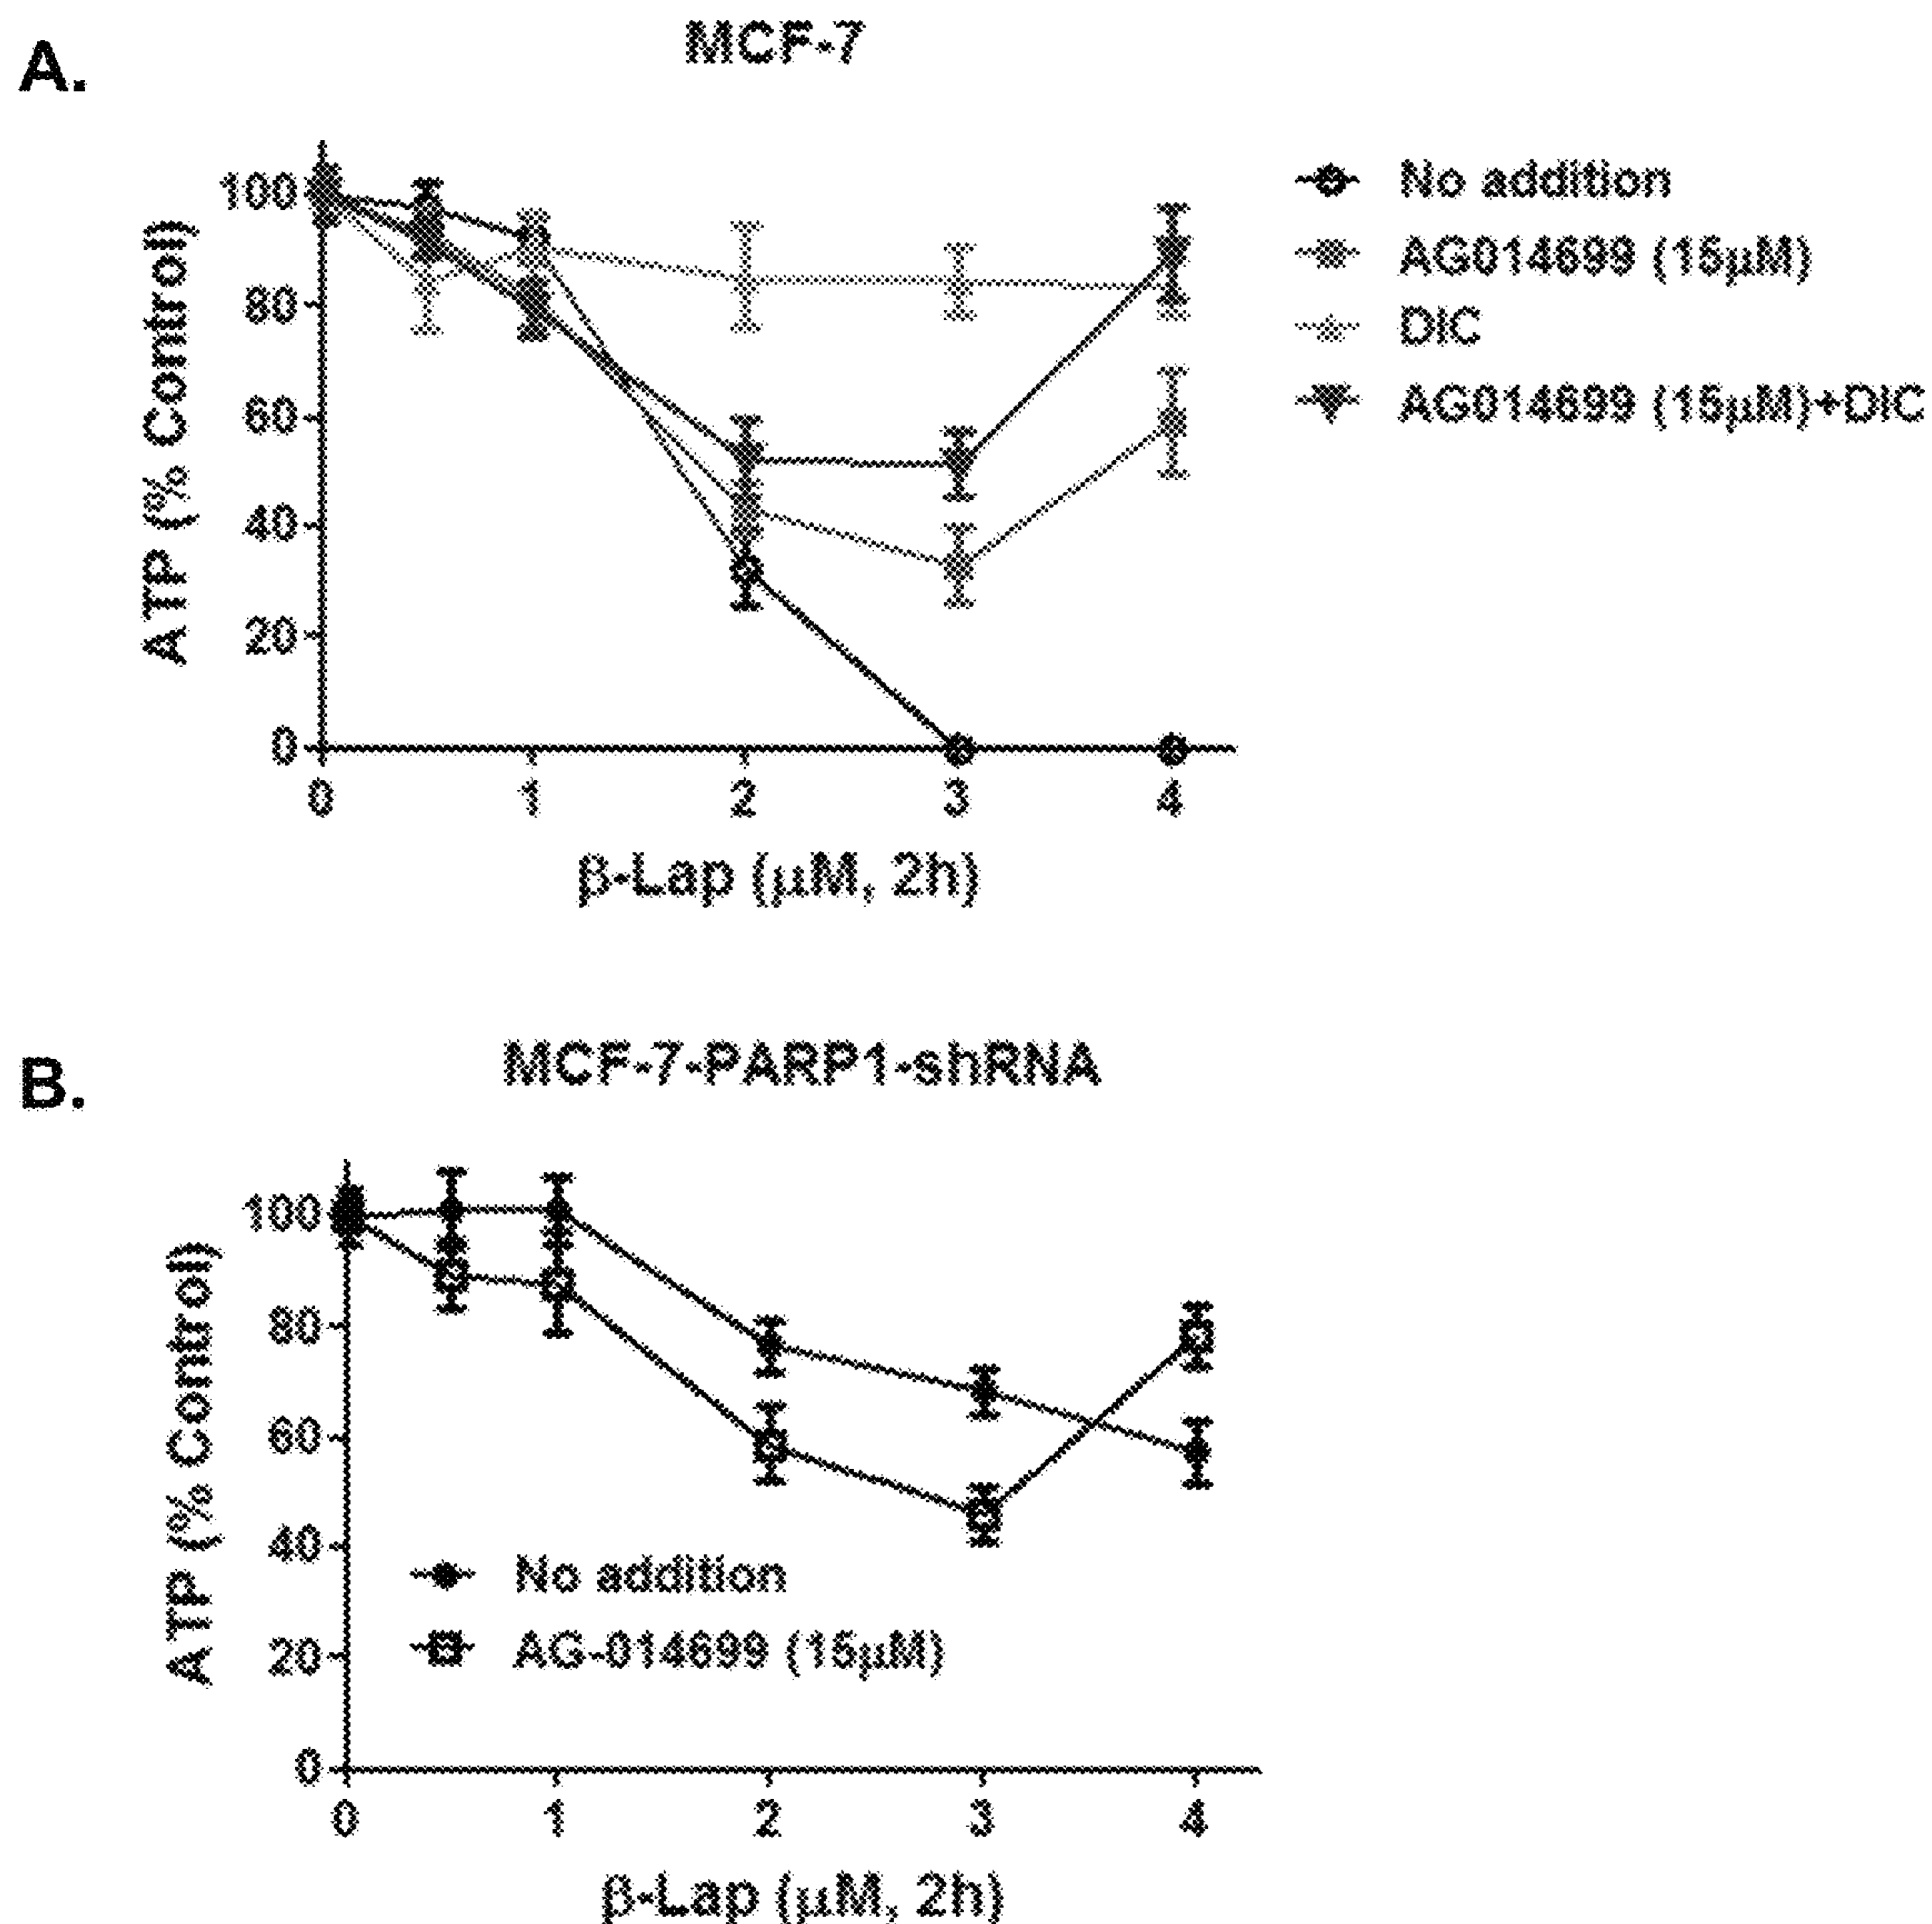 A.
MCF-7
ATP (% Control)
100
80
60
40
20
0
0 1 2 3 4
β-Lap (μM, 2h)
No addition
AG014699 (15μM)
DIC
AG014699 (15μM)+DIC
B.
MCF-7-PARP1-shRNA
ATP (% Control)
100
80
60
40
20
0
No addition
AG-014699 (15μM)
0 1 2 3 4
β-Lap (μM, 2h)